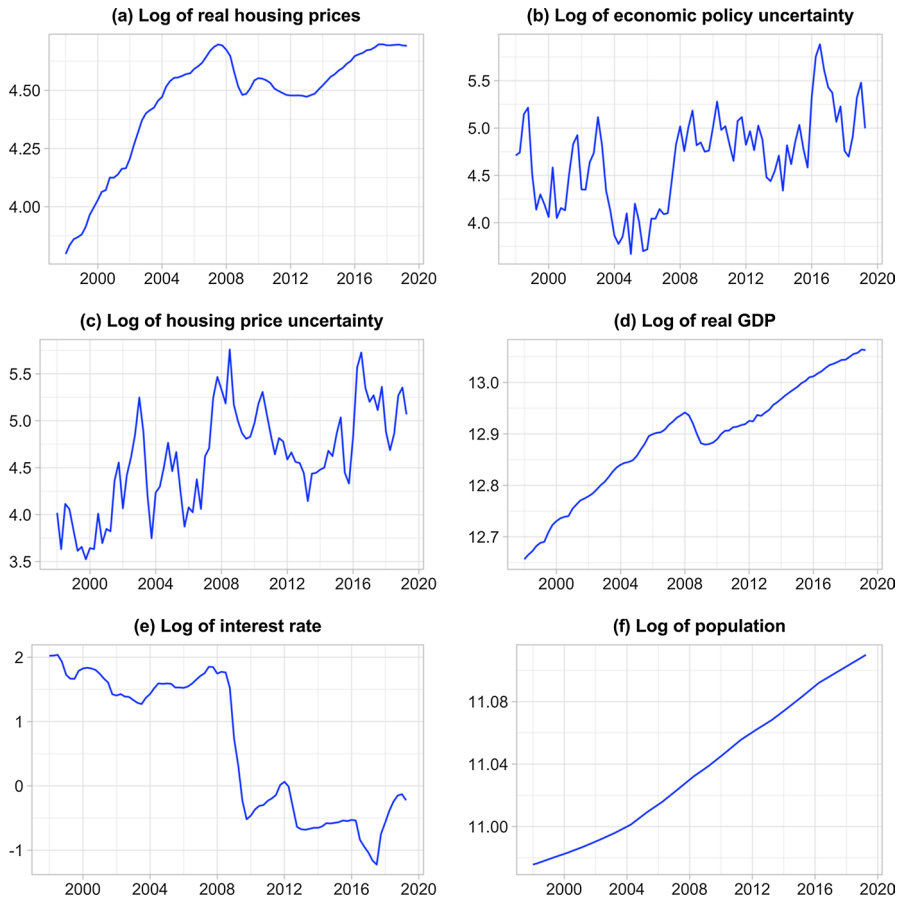 (a) Log of real housing prices
4.50
4.25
4.00
2000 2004 2008 2012 2016 2020
(b) Log of economic policy uncertainty
5.5
5.0
4.5
4.0
2000 2004 2008 2012 2016 2020
(c) Log of housing price uncertainty
5.5
5.0
4.5
4.0
3.5
2000 2004 2008 2012 2016 2020
(d) Log of real GDP
13.0
12.9
12.8
12.7
2000 2004 2008 2012 2016 2020
(e) Log of interest rate
2
1
0
-1
2000 2004 2008 2012 2016 2020
(f) Log of population
11.08
11.04
11.00
2000 2004 2008 2012 2016 2020